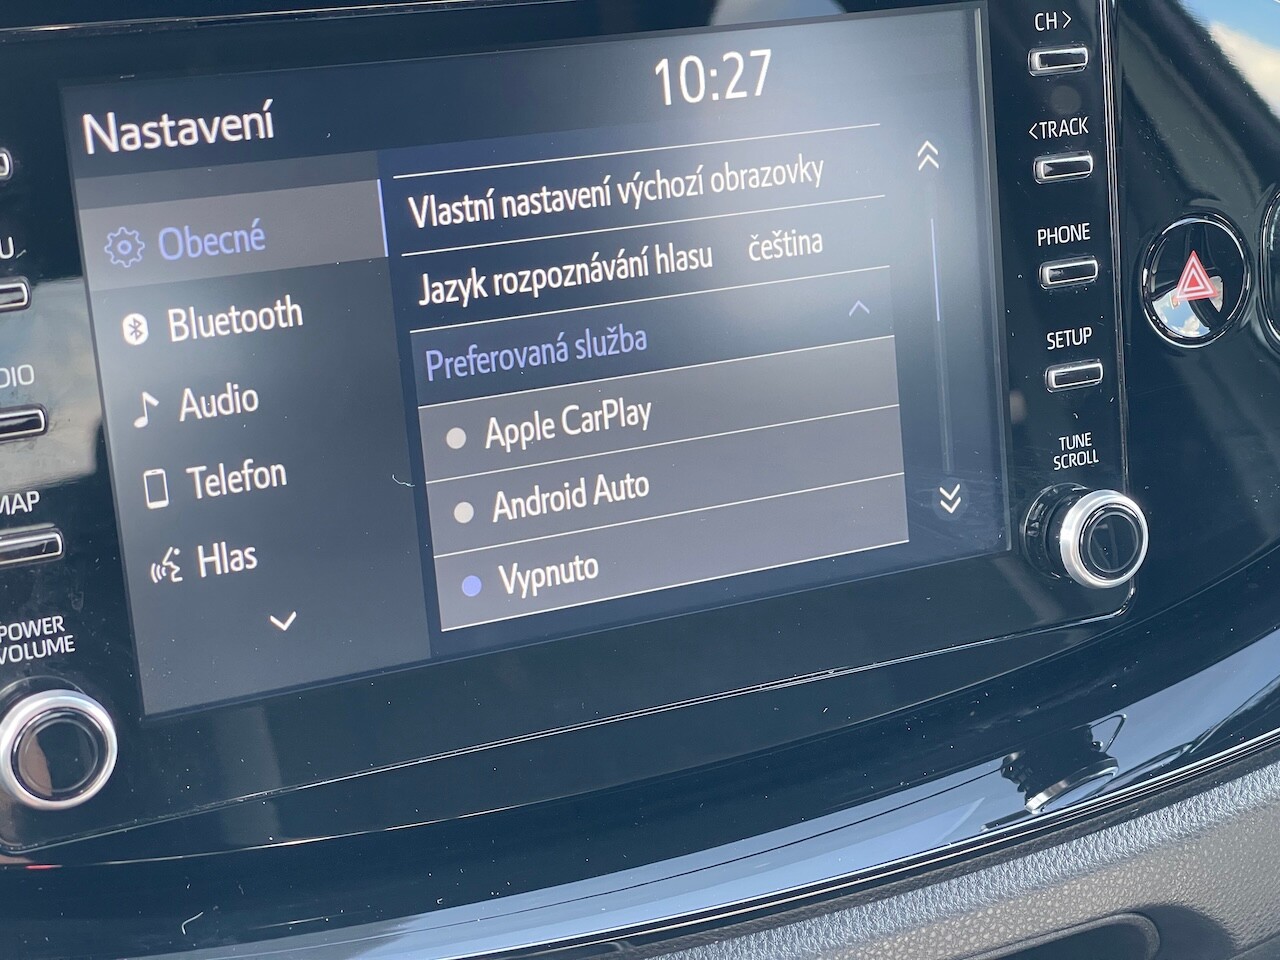 CH>
10:27
Nastavení
<TRACK
Vlastní nastavení výchozí obrazovky
Obecné
PHONE
Jazyk rozpoznávání hlasu čeština
Bluetooth
Preferovaná služba
SETUP
Audio
Apple CarPlay
TUNE
SCROLL
Telefon
Android Auto
MAP
Hlas
Vypnuto
POWER
VOLUME